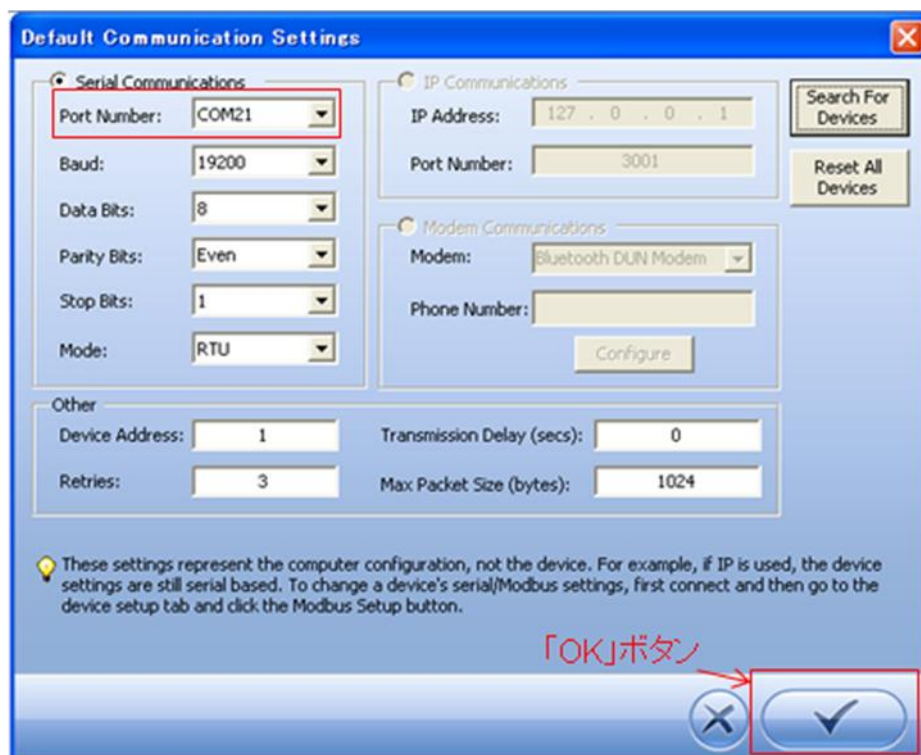 Default Communication Settings
Serial Communications
Port Number: COM21
Baud: 19200
Data Bits: 8
Parity Bits: Even
Stop Bits: 1
Mode: RTU
IP Communications
IP Address: 127 . 0 . 0 . 1
Port Number: 3001
Modem Communications
Modem: Bluetooth DUN Modem
Phone Number:
Configure
Search For
Devices
Reset All
Devices
Other
Device Address: 1
Transmission Delay (secs): 0
Retries: 3
Max Packet Size (bytes): 1024
These settings represent the computer configuration, not the device. For example, if IP is used, the device
settings are still serial based. To change a device's serial/Modbus settings, first connect and then go to the
device setup tab and click the Modbus Setup button.
「OK」ボタン